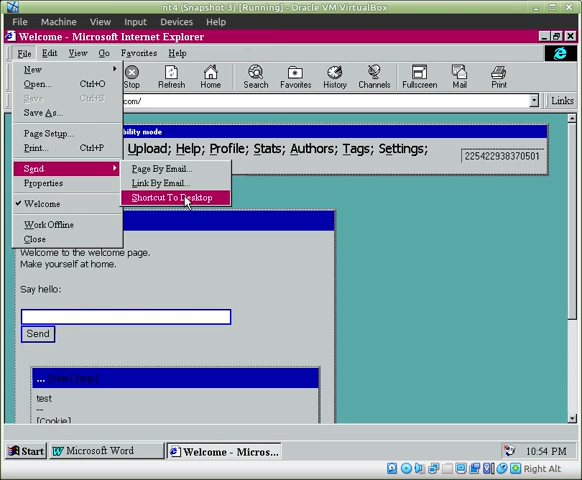 nt4 (Snapshot 3) [Running] - Oracle VM VirtualBox
File Machine View Input Devices Help
Welcome - Microsoft Internet Explorer
File Edit View Go Favorites Help
New
Open... Ctrl+O
Save Ctrl+S
Save As...
Page Setup...
Print... Ctrl+P
Send
Properties
Welcome
Work Offline
Close
Page By Email...
Link By Email...
Shortcut To Desktop
Stop Refresh Home Search Favorites History Channels Fullscreen Mail Print
.com/
Links
bility mode
Upload; Help; Profile; Stats; Authors; Tags; Settings;
225422938370501
Welcome to the welcome page.
Make yourself at home.
Say hello:
Send
...
test
--
[Cookie]
Start Microsoft Word Welcome - Micros... 10:54 PM
Right Alt